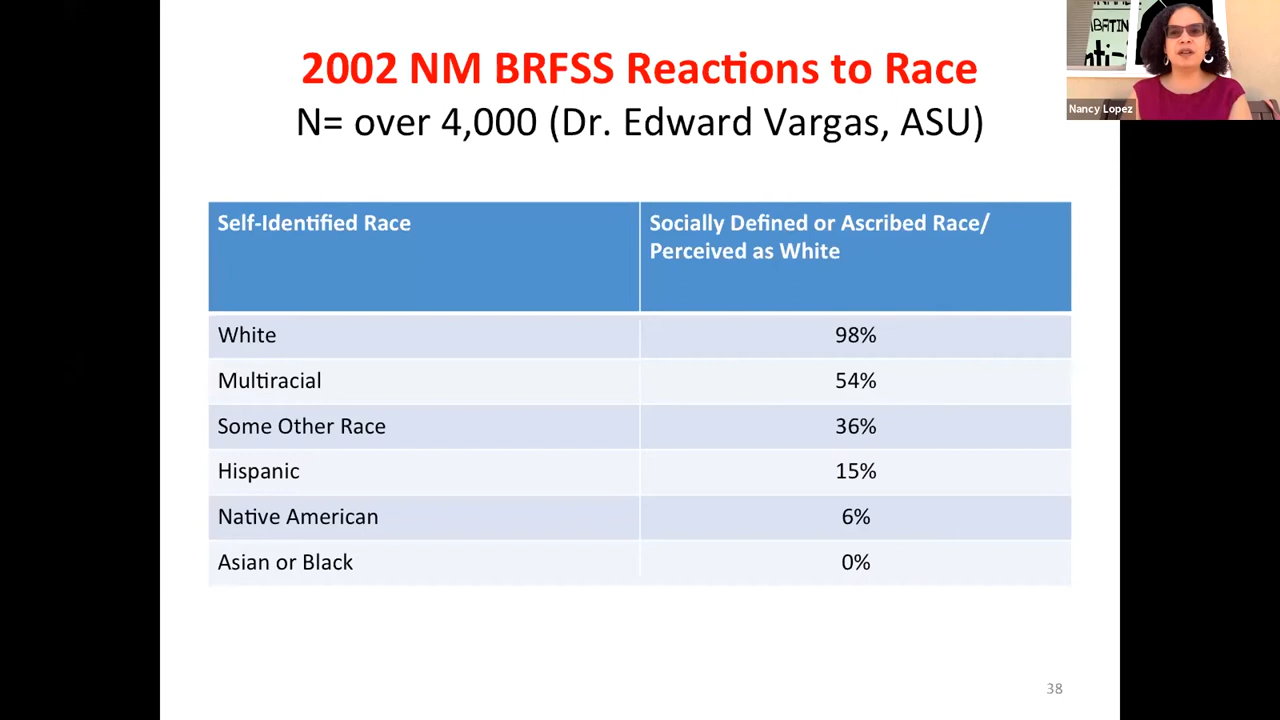 2002 NM BRFSS Reactions to Race
N= over 4,000 (Dr. Edward Vargas, ASU)
Self-Identified Race
Socially Defined or Ascribed Race/
Perceived as White
White 98%
Multiracial 54%
Some Other Race 36%
Hispanic 15%
Native American 6%
Asian or Black 0%
38
Nancy Lopez